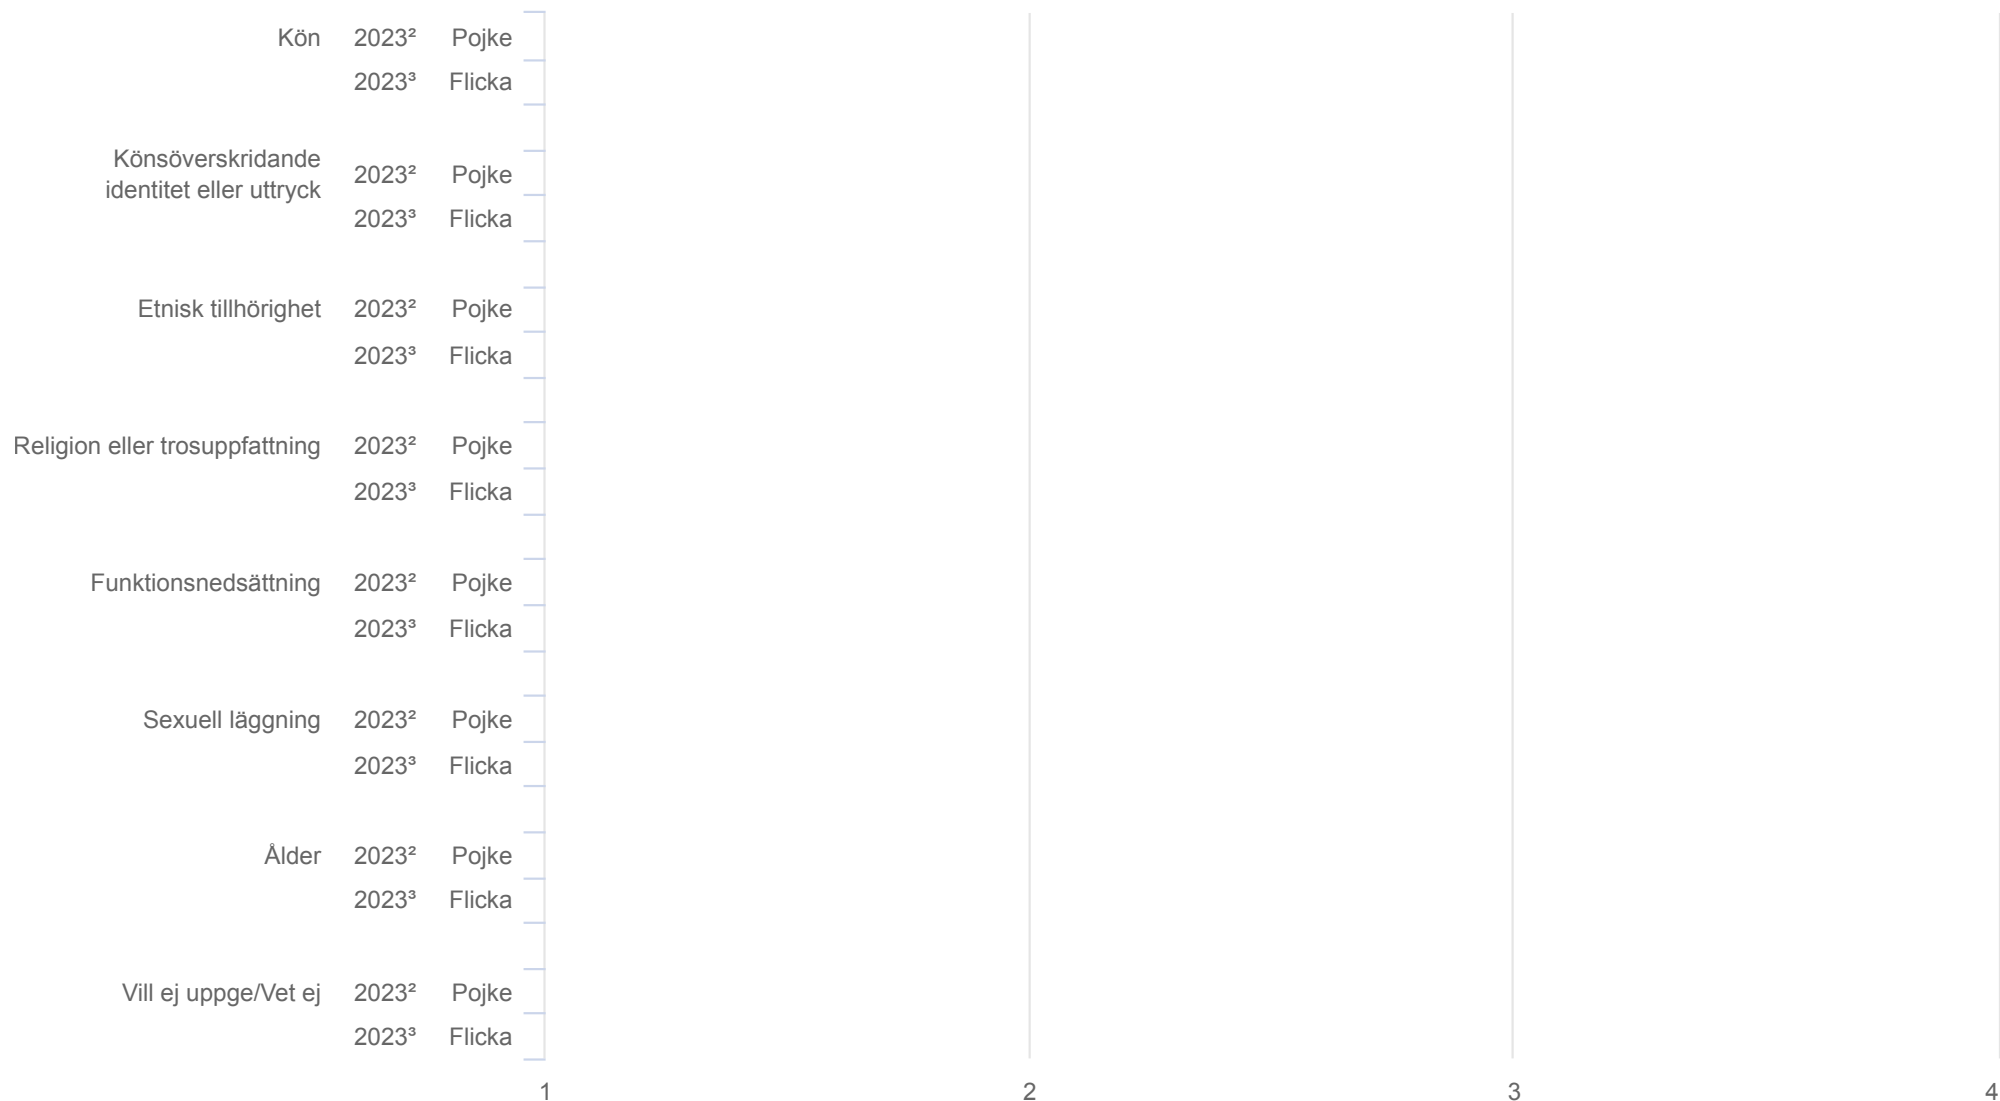 Kön 2023² Pojke
2023³ Flicka
Könsöverskridande
identitet eller uttryck 2023² Pojke
2023³ Flicka
Etnisk tillhörighet 2023² Pojke
2023³ Flicka
Religion eller trosuppfattning 2023² Pojke
2023³ Flicka
Funktionsnedsättning 2023² Pojke
2023³ Flicka
Sexuell läggning 2023² Pojke
2023³ Flicka
Ålder 2023² Pojke
2023³ Flicka
Vill ej uppge/Vet ej 2023² Pojke
2023³ Flicka
1 2 3 4